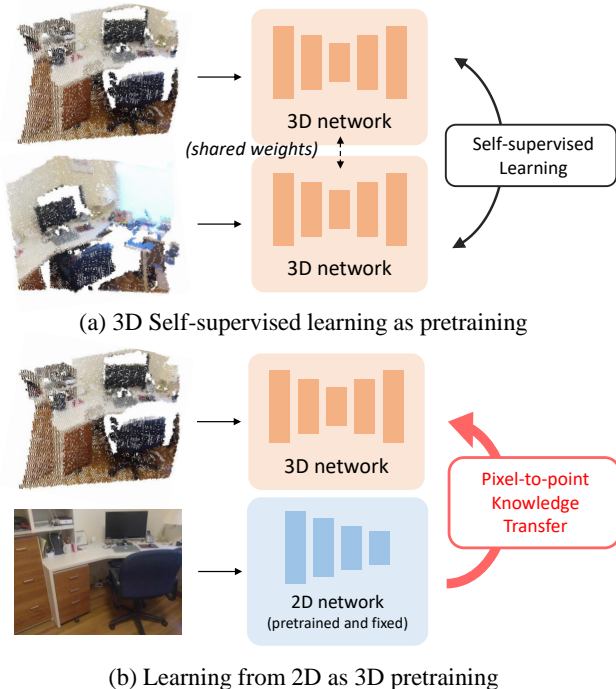 3D network
(shared weights)
Self-supervised
Learning
3D network
(a) 3D Self-supervised learning as pretraining
3D network
Pixel-to-point
Knowledge
Transfer
2D network
(pretrained and fixed)
(b) Learning from 2D as 3D pretraining